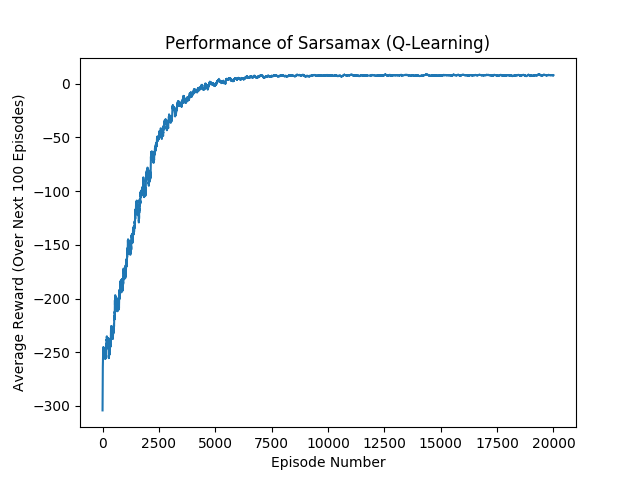 Performance of Sarsamax (Q-Learning)
Average Reward (Over Next 100 Episodes)
0
−50
−100
−150
−200
−250
−300
0 2500 5000 7500 10000 12500 15000 17500 20000
Episode Number